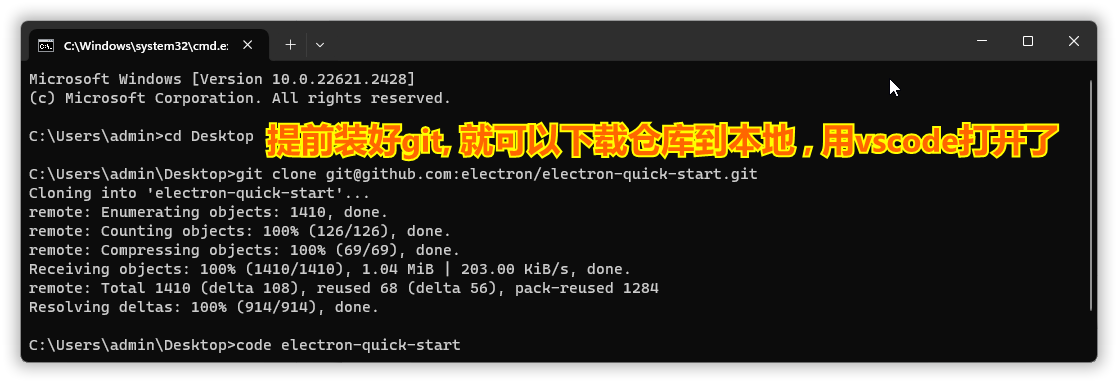 C:\Windows\system32\cmd.e
Microsoft Windows [Version 10.0.22621.2428]
(c) Microsoft Corporation. All rights reserved.
C:\Users\admin>cd Desktop
提前装好git, 就可以下载仓库到本地，用vscode打开了
C:\Users\admin\Desktop>git clone git@github.com:electron/electron-quick-start.git
Cloning into 'electron-quick-start'...
remote: Enumerating objects: 1410, done.
remote: Counting objects: 100% (126/126), done.
remote: Compressing objects: 100% (69/69), done.
Receiving objects: 100% (1410/1410), 1.04 MiB | 203.00 KiB/s, done.
remote: Total 1410 (delta 108), reused 68 (delta 56), pack-reused 1284
Resolving deltas: 100% (914/914), done.
C:\Users\admin\Desktop>code electron-quick-start